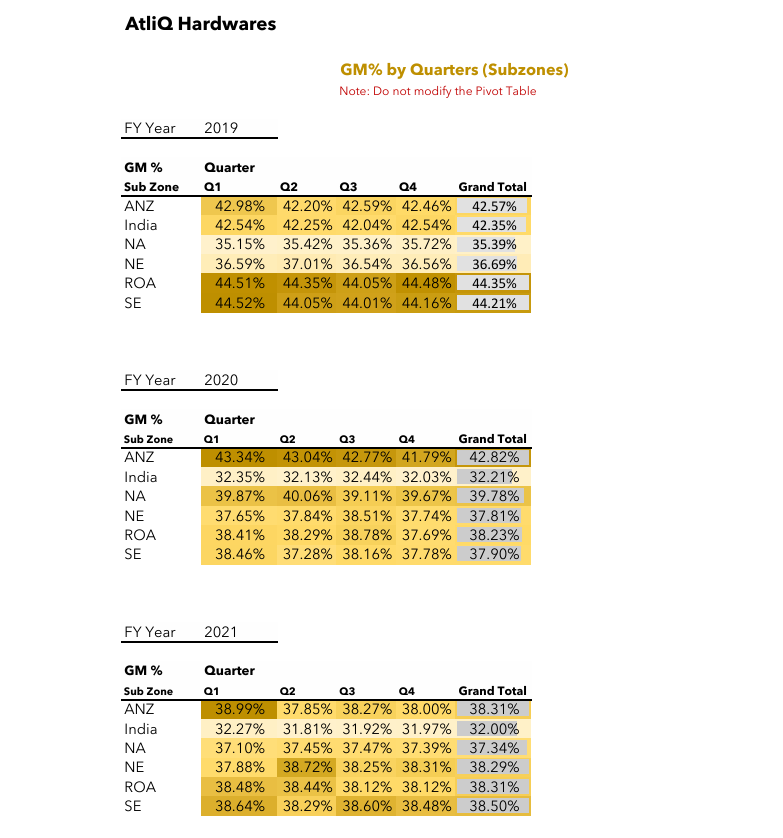 AtliQ Hardwares
GM% by Quarters (Subzones)
Note: Do not modify the Pivot Table
FY Year 2019
GM % Quarter
Sub Zone Q1 Q2 Q3 Q4 Grand Total
ANZ 42.98% 42.20% 42.59% 42.46% 42.57%
India 42.54% 42.25% 42.04% 42.54% 42.35%
NA 35.15% 35.42% 35.36% 35.72% 35.39%
NE 36.59% 37.01% 36.54% 36.56% 36.69%
ROA 44.51% 44.35% 44.05% 44.48% 44.35%
SE 44.52% 44.05% 44.01% 44.16% 44.21%
FY Year 2020
GM % Quarter
Sub Zone Q1 Q2 Q3 Q4 Grand Total
ANZ 43.34% 43.04% 42.77% 41.79% 42.82%
India 32.35% 32.13% 32.44% 32.03% 32.21%
NA 39.87% 40.06% 39.11% 39.67% 39.78%
NE 37.65% 37.84% 38.51% 37.74% 37.81%
ROA 38.41% 38.29% 38.78% 37.69% 38.23%
SE 38.46% 37.28% 38.16% 37.78% 37.90%
FY Year 2021
GM % Quarter
Sub Zone Q1 Q2 Q3 Q4 Grand Total
ANZ 38.99% 37.85% 38.27% 38.00% 38.31%
India 32.27% 31.81% 31.92% 31.97% 32.00%
NA 37.10% 37.45% 37.47% 37.39% 37.34%
NE 37.88% 38.72% 38.25% 38.31% 38.29%
ROA 38.48% 38.44% 38.12% 38.12% 38.31%
SE 38.64% 38.29% 38.60% 38.48% 38.50%